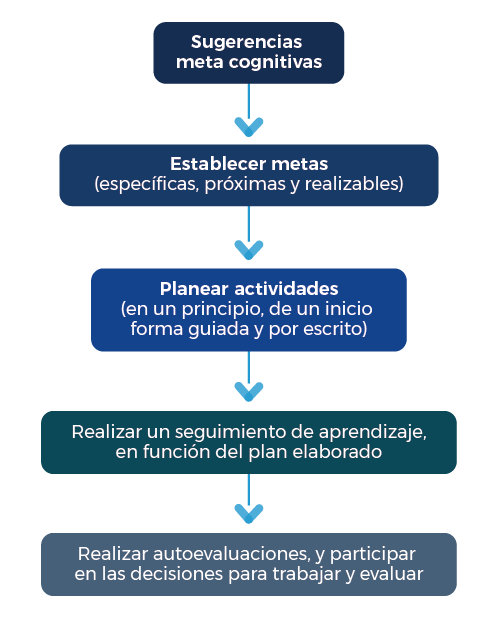 Sugerencias
meta cognitivas
Establecer metas
(específicas, próximas y realizables)
Planear actividades
(en un principio, de un inicio
forma guiada y por escrito)
Realizar un seguimiento de aprendizaje,
en función del plan elaborado
Realizar autoevaluaciones, y participar
en las decisiones para trabajar y evaluar